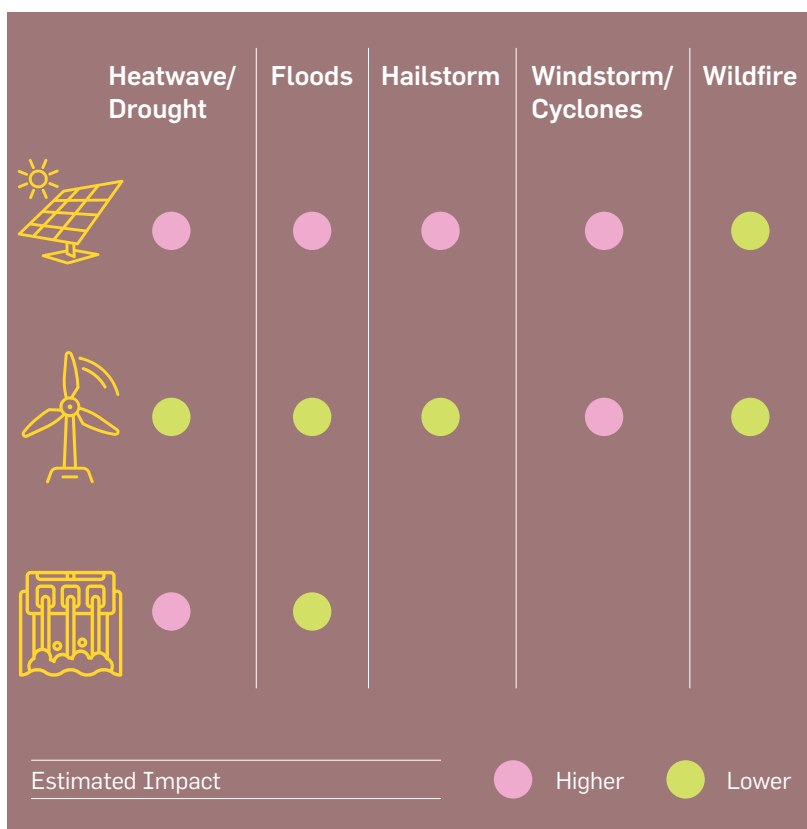 Heatwave/
Drought
Floods
Hailstorm
Windstorm/
Cyclones
Wildfire
Estimated Impact
Higher
Lower